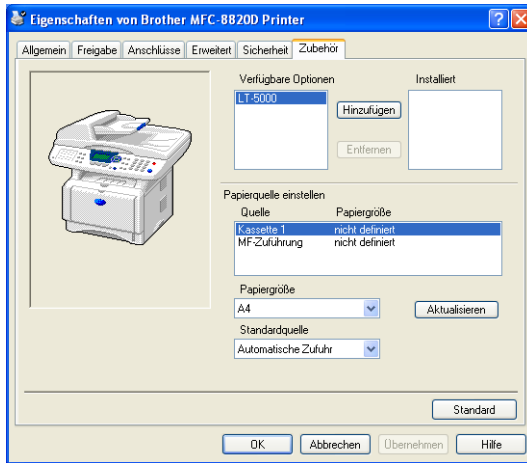 Eigenschaften von Brother MFC-8820D Printer
Allgemein Freigabe Anschlüsse Erweitert Sicherheit Zubehör
Verfügbare Optionen Installiert
LT-5000
Hinzufügen
Entfernen
Papierquelle einstellen
Quelle Papiergröße
Kassette 1 nicht definiert
MF-Zuführung nicht definiert
Papiergröße
A4 Aktualisieren
Standardquelle
Automatische Zufuhr
Standard
OK Abbrechen Übernehmen Hilfe